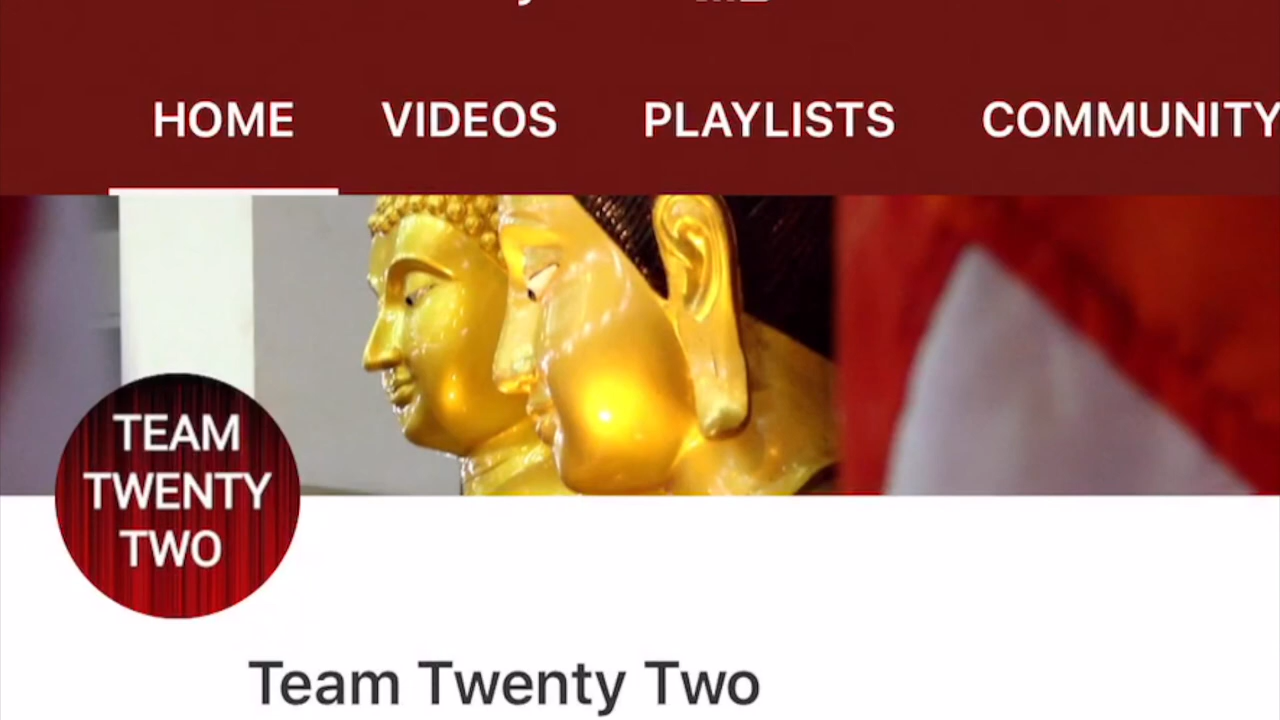 HOME VIDEOS PLAYLISTS COMMUNITY
TEAM
TWENTY
TWO
Team Twenty Two